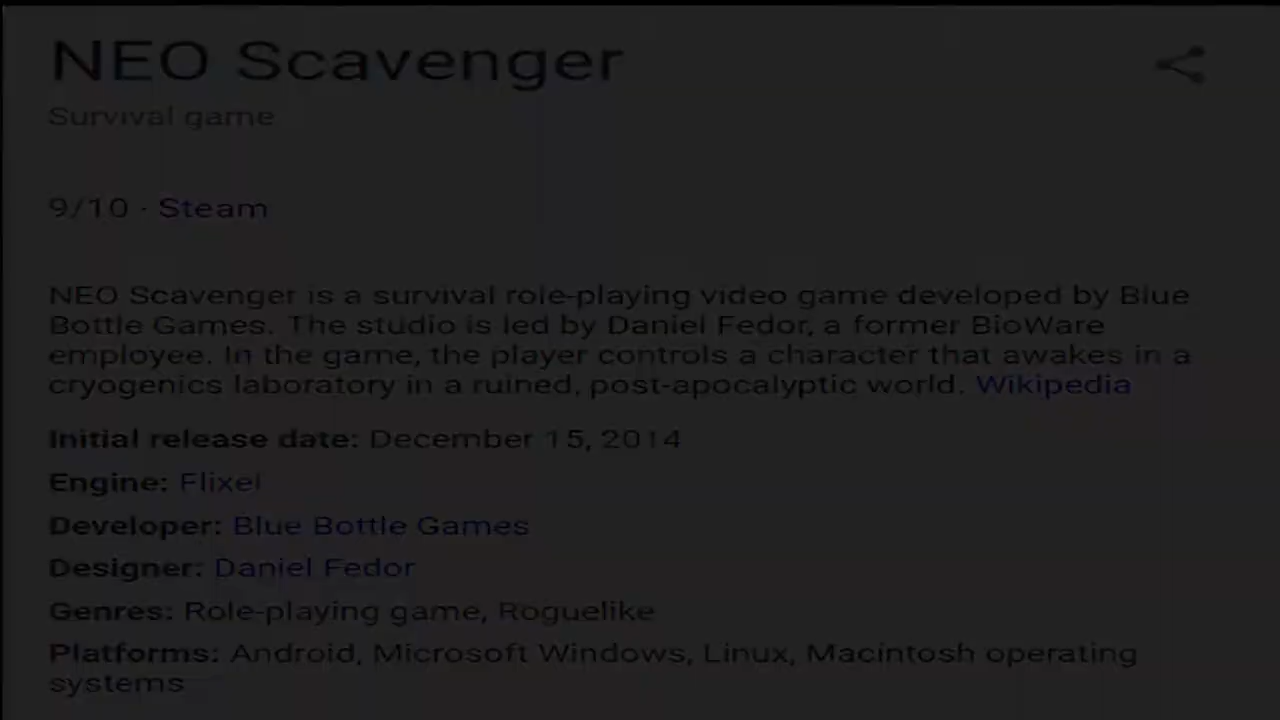 NEO Scavenger
Survival game
9/10 · Steam
NEO Scavenger is a survival role-playing video game developed by Blue
Bottle Games. The studio is led by Daniel Fedor, a former BioWare
employee. In the game, the player controls a character that awakes in a
cryogenics laboratory in a ruined, post-apocalyptic world. Wikipedia
Initial release date: December 15, 2014
Engine: Flixel
Developer: Blue Bottle Games
Designer: Daniel Fedor
Genres: Role-playing game, Roguelike
Platforms: Android, Microsoft Windows, Linux, Macintosh operating
systems